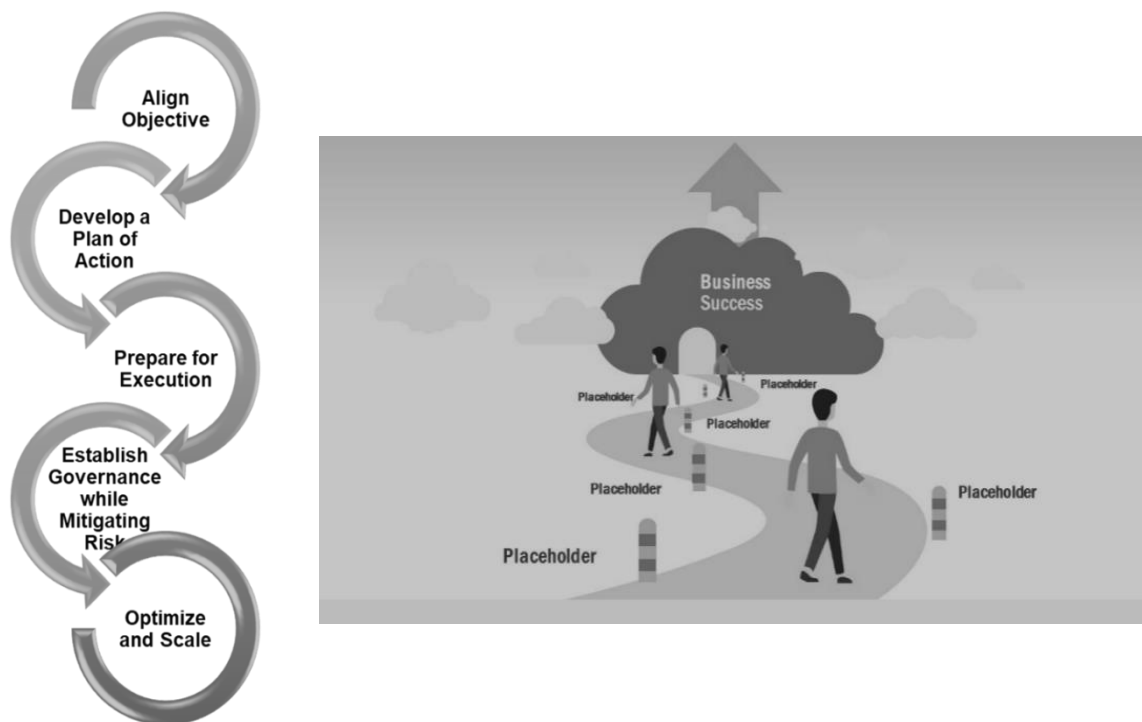 Align
Objective
Develop a
Plan of
Action
Prepare for
Execution
Establish
Governance
while
Mitigating
Risk
Optimize
and Scale
Business
Success
Placeholder
Placeholder
Placeholder
Placeholder
Placeholder
Placeholder